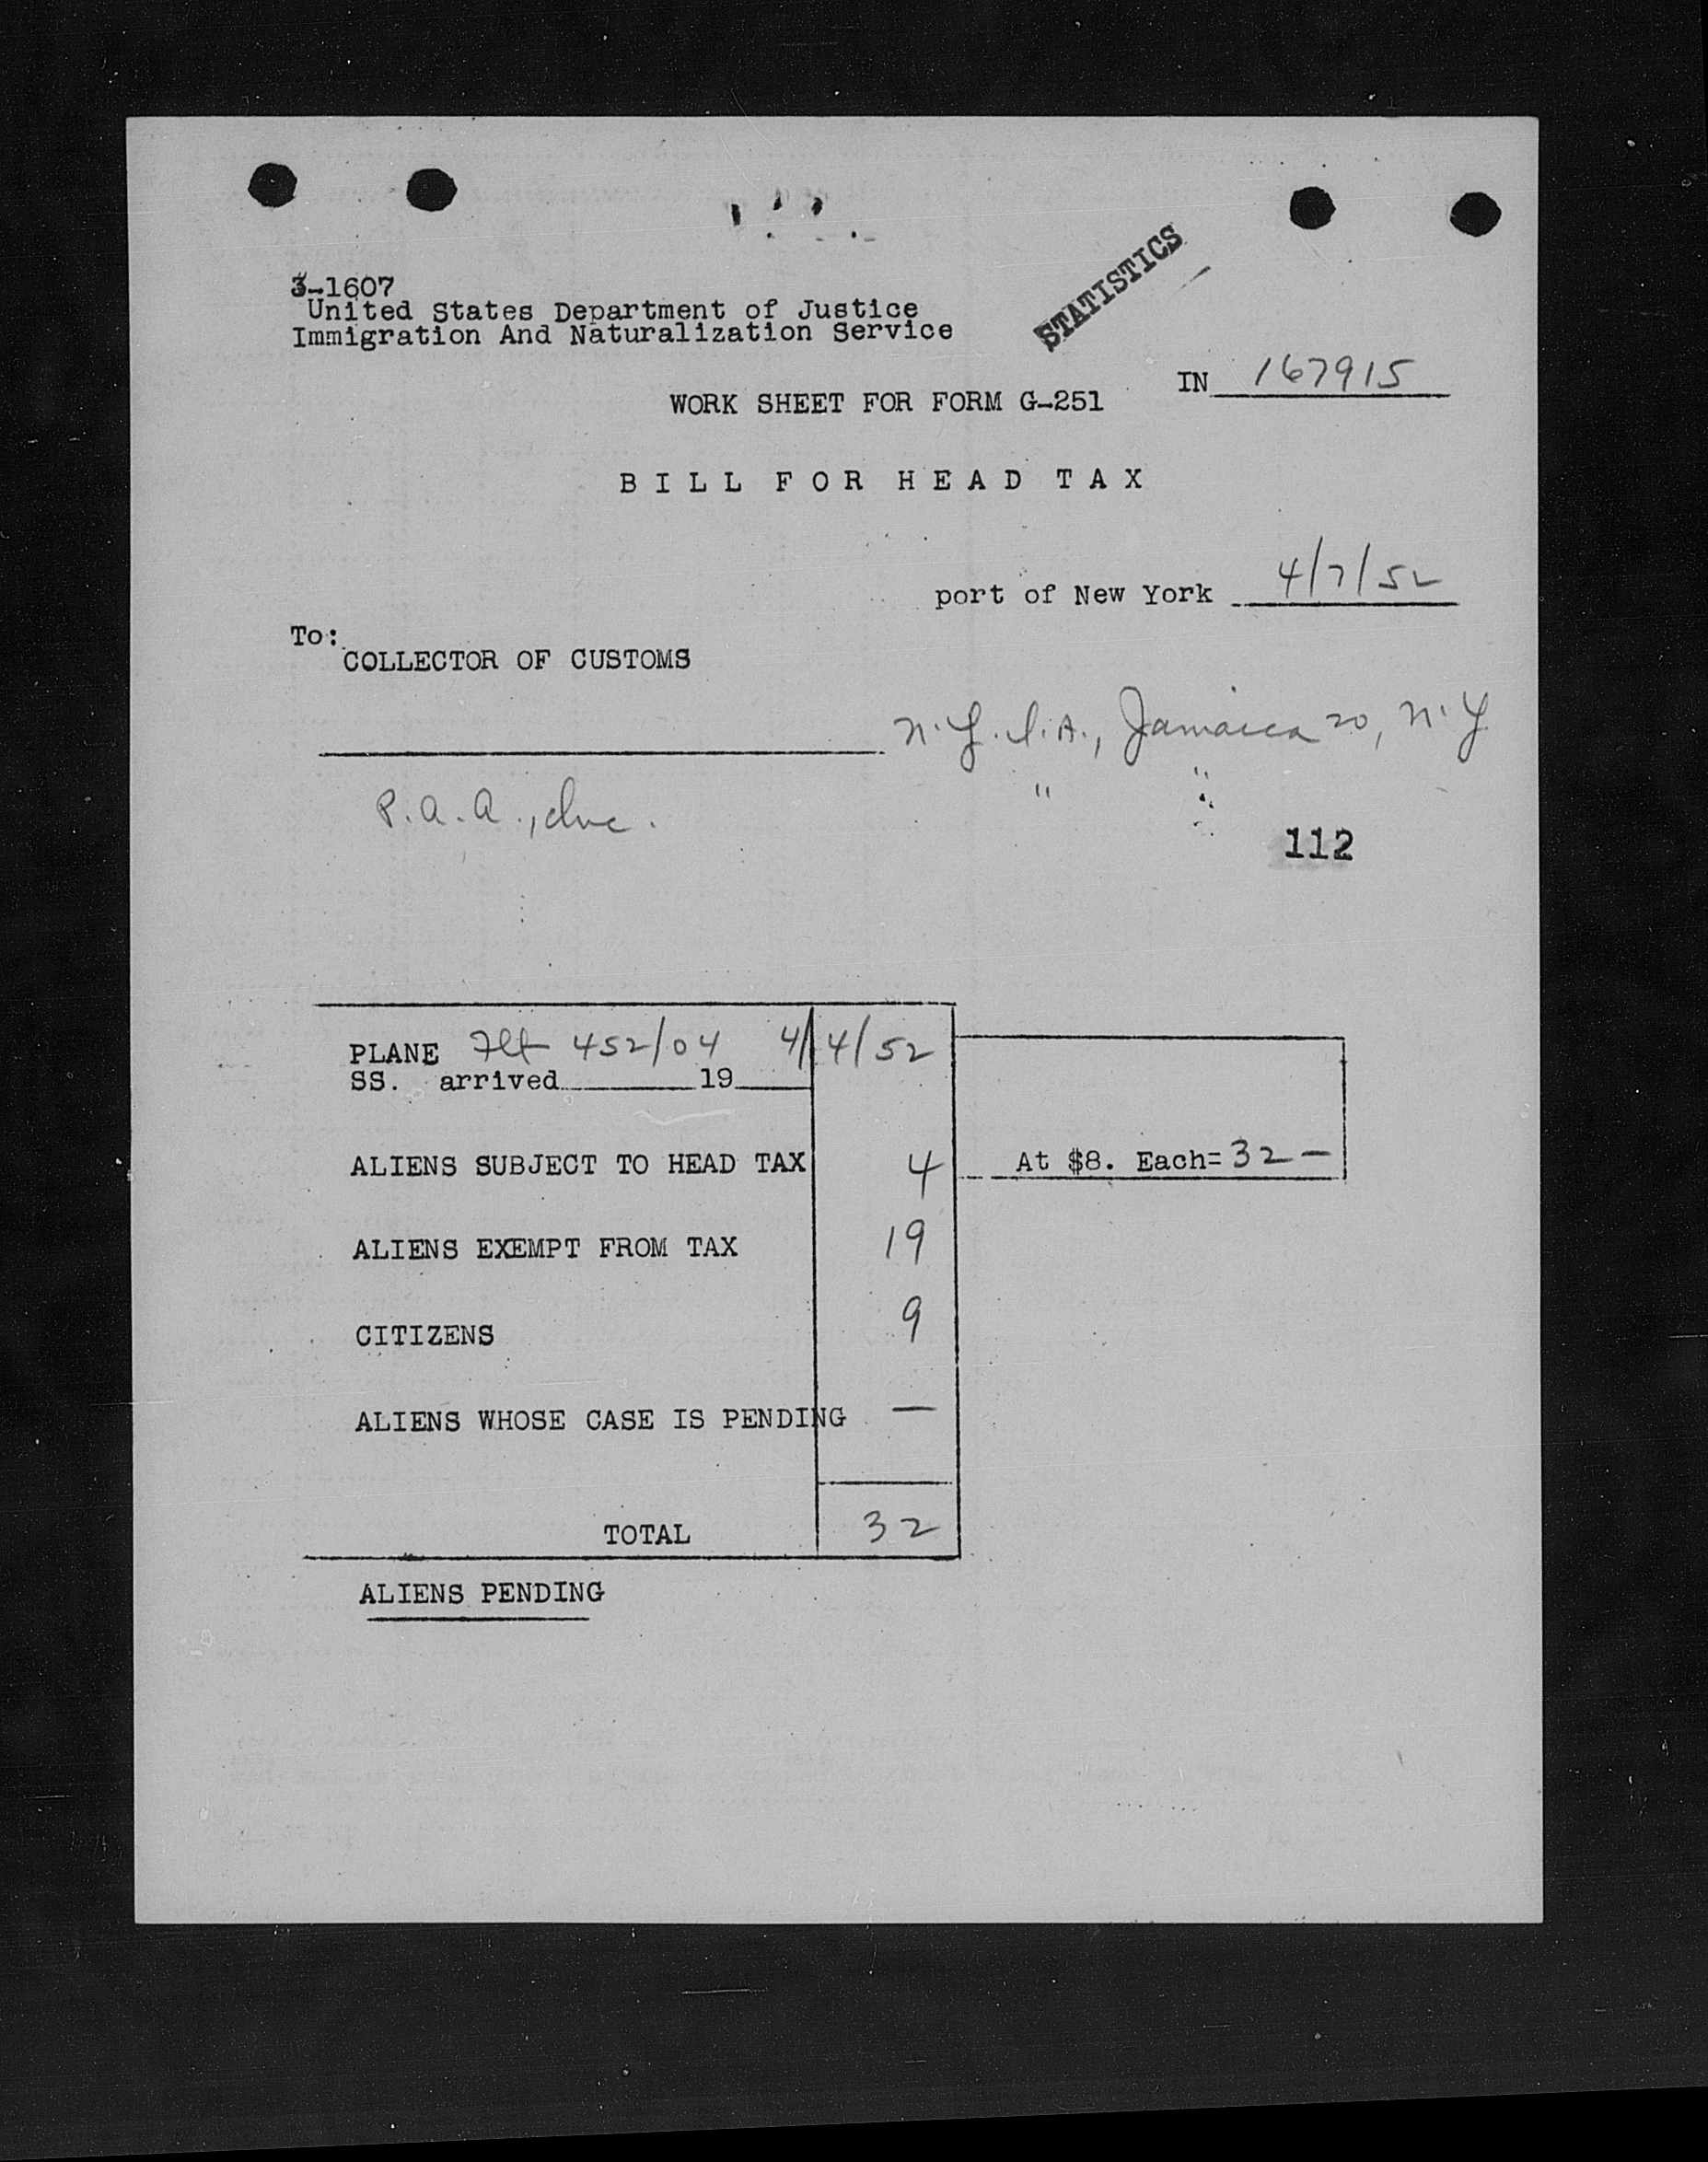 STATISTICS
3-1607
United States Department of Justice
Immigration And Naturalization Service
IN 167915
WORK SHEET FOR FORM G-251
BILL FOR HEAD TAX
port of New York 4/7/52
To:
COLLECTOR OF CUSTOMS
N.Y.I.A., Jamaica 20, N.Y
P.A.A., Inc. " "
112
PLANE Flt 452/04 4/4/52
SS. arrived 19
ALIENS SUBJECT TO HEAD TAX 4 At $8. Each= 32 —
ALIENS EXEMPT FROM TAX 19
CITIZENS 9
ALIENS WHOSE CASE IS PENDING —
TOTAL 32
ALIENS PENDING